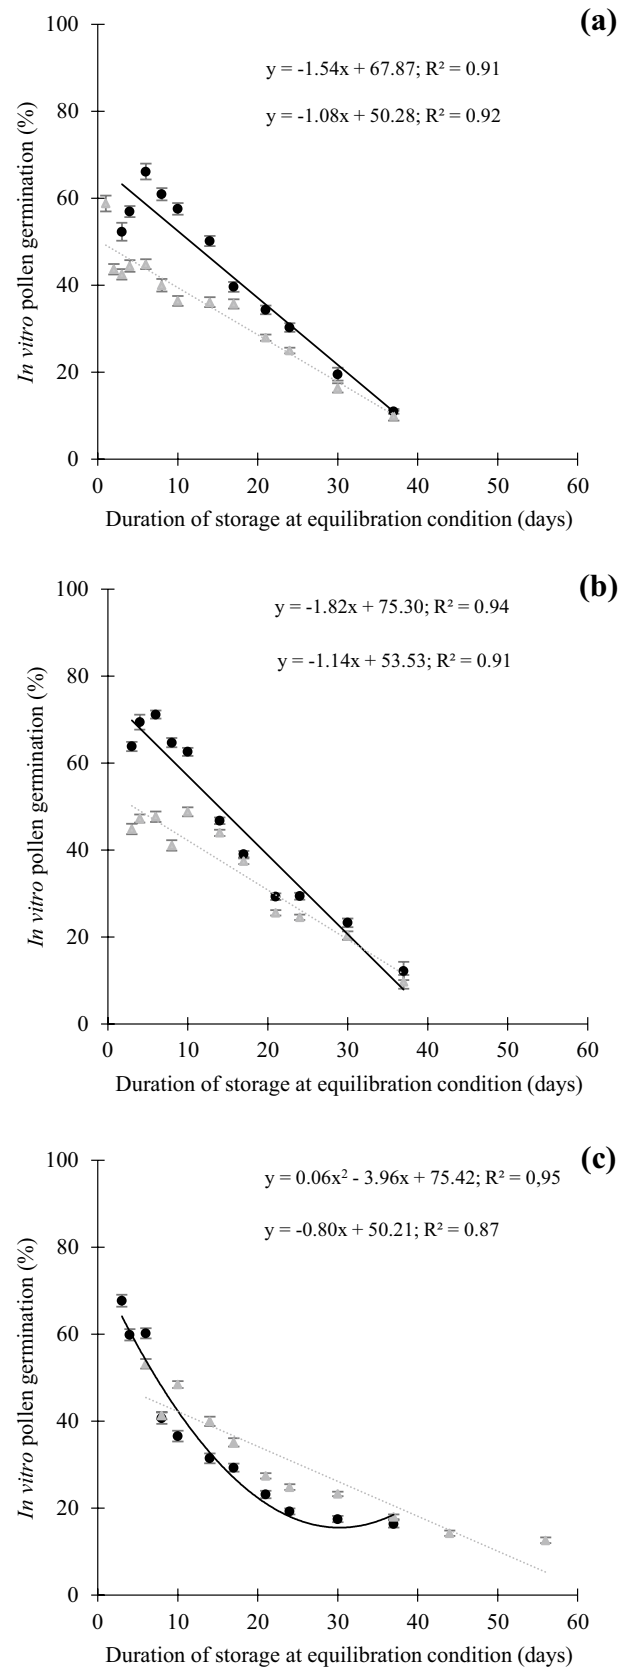 (a)
100
80
60
40
20
0
y = -1.54x + 67.87; R² = 0.91
y = -1.08x + 50.28; R² = 0.92
In vitro pollen germination (%)
0 10 20 30 40 50 60
Duration of storage at equilibration condition (days)
(b)
100
80
60
40
20
0
y = -1.82x + 75.30; R² = 0.94
y = -1.14x + 53.53; R² = 0.91
In vitro pollen germination (%)
0 10 20 30 40 50 60
Duration of storage at equilibration condition (days)
(c)
100
80
60
40
20
0
y = 0.06x² - 3.96x + 75.42; R² = 0,95
y = -0.80x + 50.21; R² = 0.87
In vitro pollen germination (%)
0 10 20 30 40 50 60
Duration of storage at equilibration condition (days)